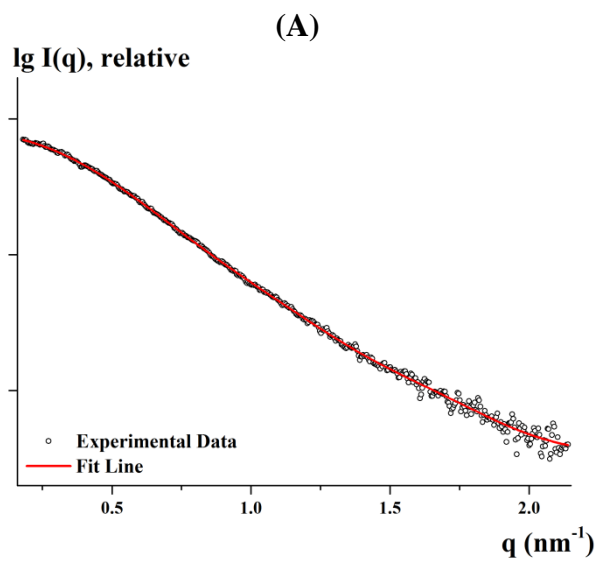 (A)
lg I(q), relative
Experimental Data
Fit Line
0.5 1.0 1.5 2.0
q (nm⁻¹)